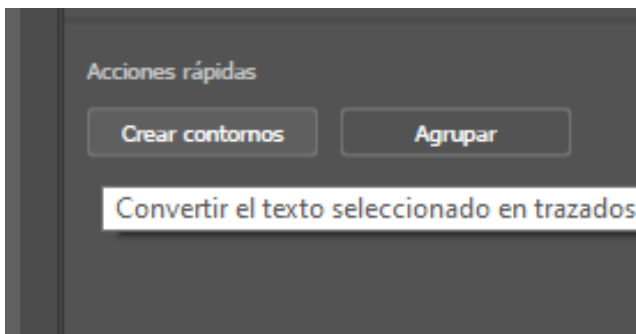 Acciones rápidas
Crear contornos Agrupar
Convertir el texto seleccionado en trazados